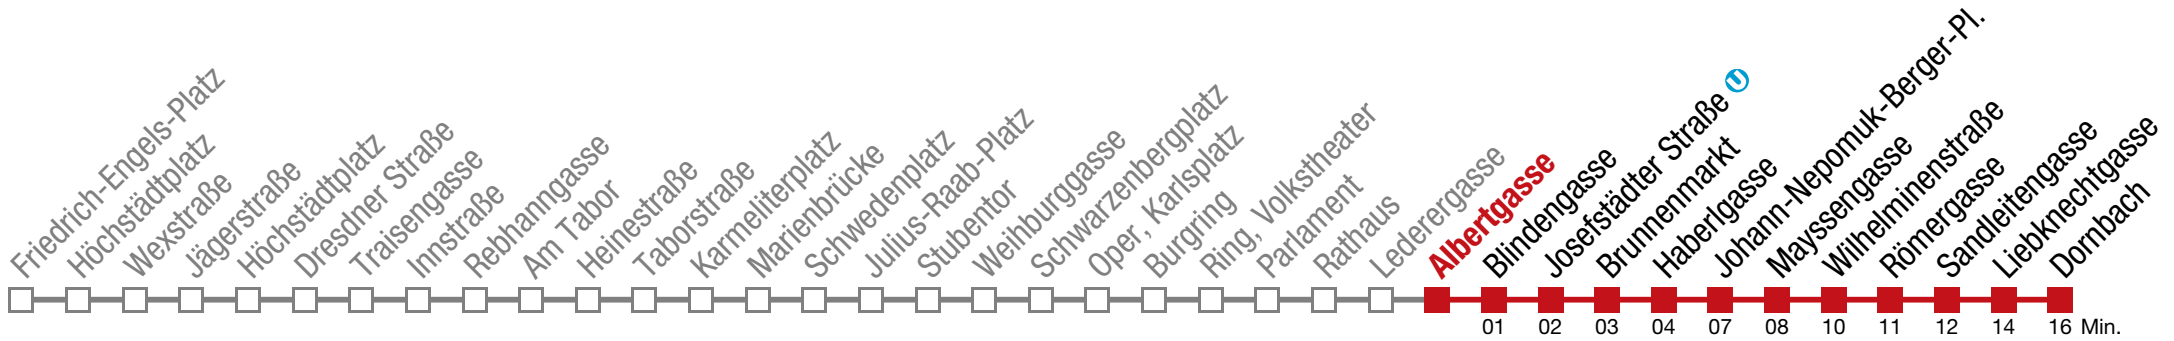 Friedrich-Engels-Platz
Höchstädtplatz
Wexstraße
Jägerstraße
Höchstädtplatz
Dresdner Straße
Traisengasse
Innstraße
Rebhanngasse
Am Tabor
Heinestraße
Taborstraße
Karmeliterplatz
Marienbrücke
Schwedenplatz
Julius-Raab-Platz
Stubentor
Weihburggasse
Schwarzenbergplatz
Oper, Karlsplatz
Burgring
Ring, Volkstheater
Parlament
Rathaus
Lederergasse
Albertgasse
Blindengasse
Josefstädter Straße U
Brunnenmarkt
Haberlgasse
Johann-Nepomuk-Berger-Pl.
Mayssengasse
Wilhelminenstraße
Römergasse
Sandleitengasse
Liebknechtgasse
Dornbach
01 02 03 04 07 08 10 11 12 14 16 Min.